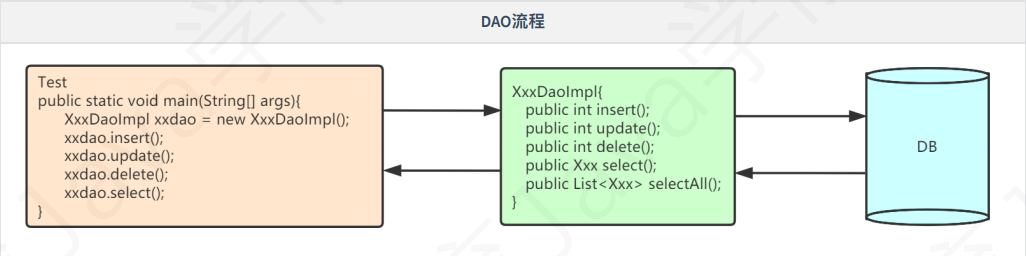 DAO流程
Test
public static void main(String[] args){
XxxDaoImpl xxdao = new XxxDaoImpl();
xxdao.insert();
xxdao.update();
xxdao.delete();
xxdao.select();
}
XxxDaoImpl{
public int insert();
public int update();
public int delete();
public Xxx select();
public List<Xxx> selectAll();
}
DB